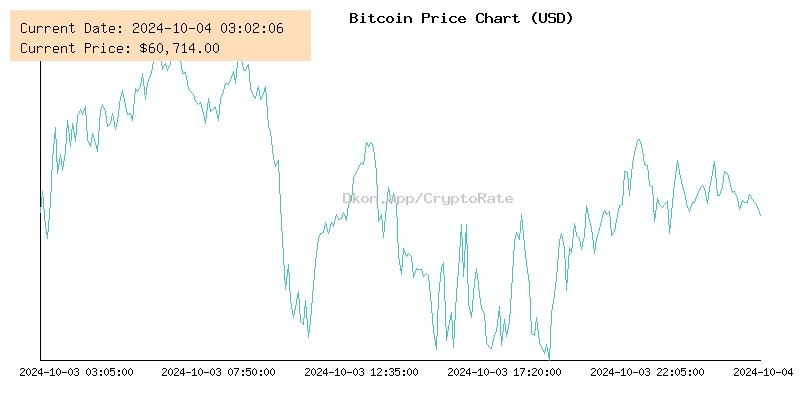 Bitcoin Price Chart (USD)
Current Date: 2024-10-04 03:02:06
Current Price: $60,714.00
Dkon.app/CryptoRate
2024-10-03 03:05:00 2024-10-03 07:50:00 2024-10-03 12:35:00 2024-10-03 17:20:00 2024-10-03 22:05:00 2024-10-04